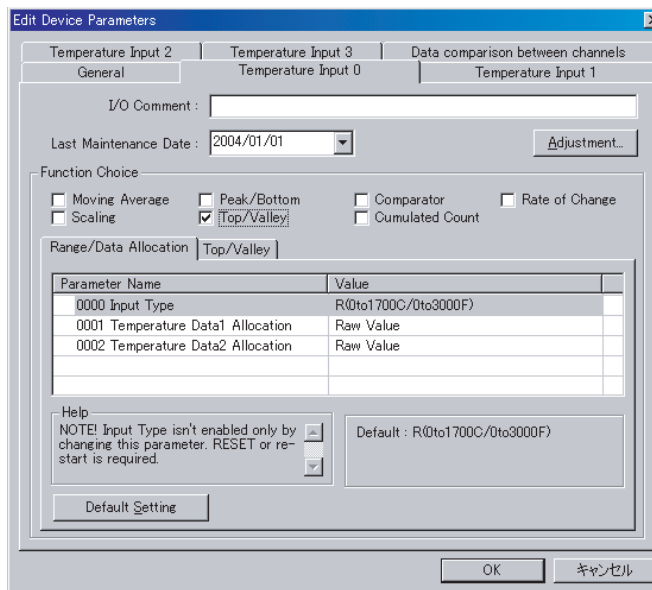 Edit Device Parameters
Temperature Input 2 Temperature Input 3 Data comparison between channels
General Temperature Input 0 Temperature Input 1
I/O Comment :
Last Maintenance Date : 2004/01/01 Adjustment...
Function Choice
Moving Average Peak/Bottom Comparator Rate of Change
Scaling Top/Valley Cumulated Count
Range/Data Allocation Top/Valley
Parameter Name Value
0000 Input Type R(0to1700C/0to3000F)
0001 Temperature Data1 Allocation Raw Value
0002 Temperature Data2 Allocation Raw Value
Help
NOTE! Input Type isn't enabled only by
changing this parameter. RESET or re-
start is required.
Default : R(0to1700C/0to3000F)
Default Setting
OK キャンセル